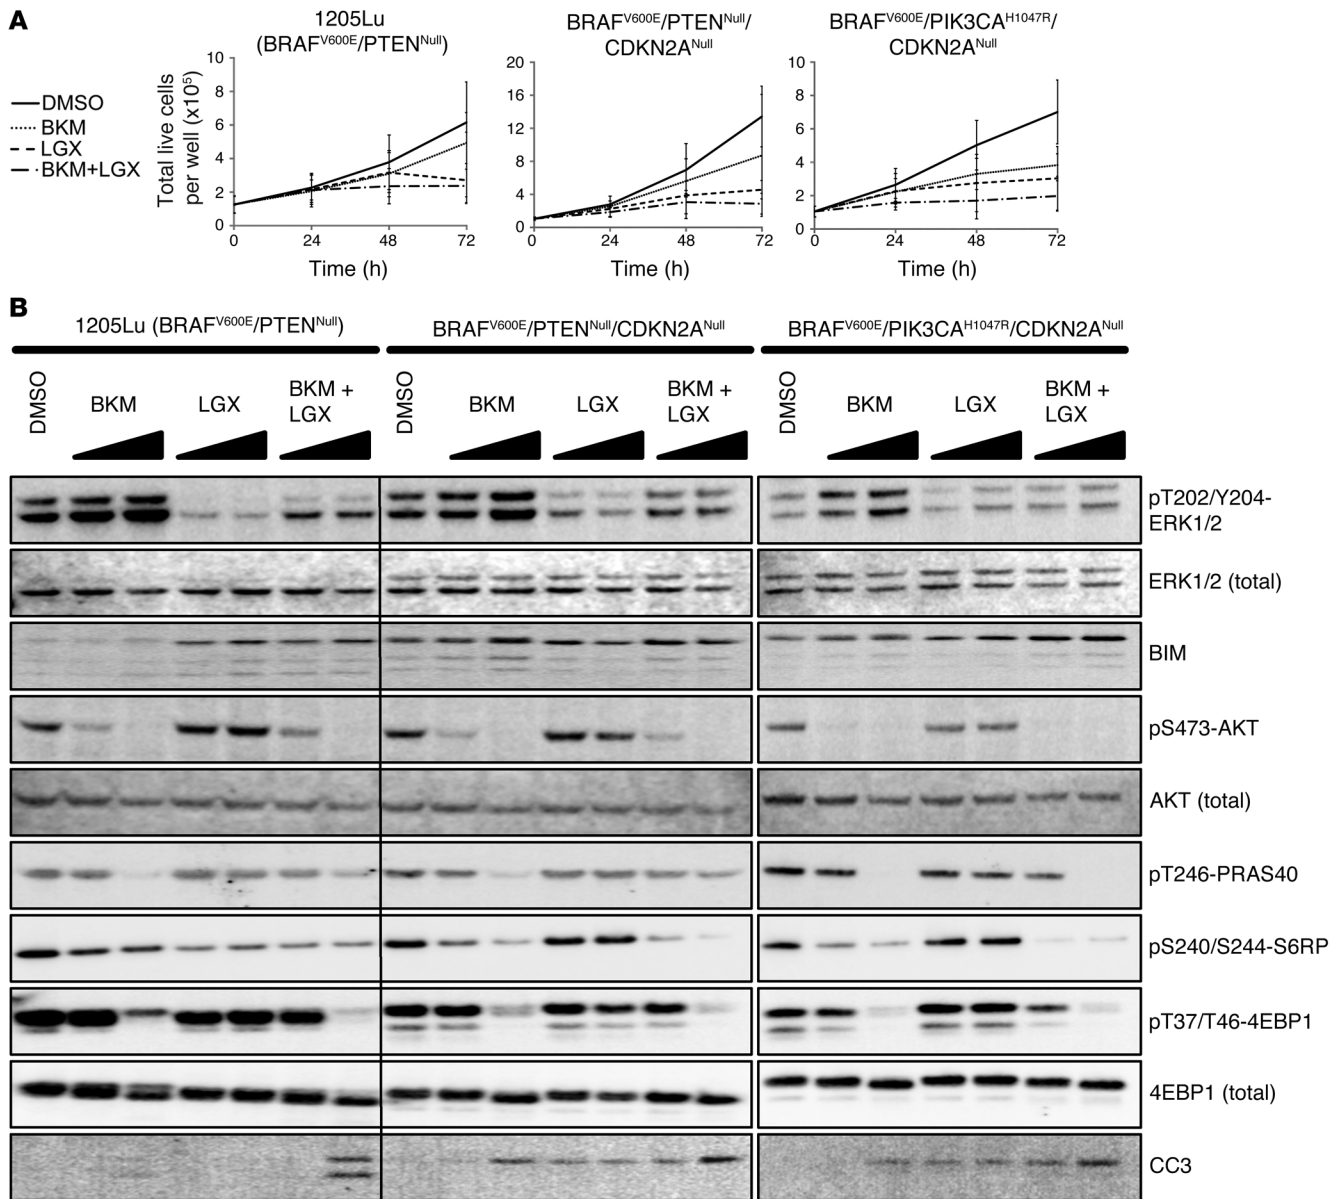 A
1205Lu
(BRAFV600E/PTENNull)
BRAFV600E/PTENNull/
CDKN2ANull
BRAFV600E/PIK3CAH1047R/
CDKN2ANull
DMSO
BKM
LGX
BKM+LGX
Total live cells
per well (x10⁵)
10
8
6
4
2
0
0 24 48 72
Time (h)
20
16
12
8
4
0
0 24 48 72
Time (h)
10
8
6
4
2
0
0 24 48 72
Time (h)
B
1205Lu (BRAFV600E/PTENNull)
BRAFV600E/PTENNull/CDKN2ANull
BRAFV600E/PIK3CAH1047R/CDKN2ANull
DMSO
BKM
LGX
BKM +
LGX
DMSO
BKM
LGX
BKM +
LGX
DMSO
BKM
LGX
BKM +
LGX
pT202/Y204-
ERK1/2
ERK1/2 (total)
BIM
pS473-AKT
AKT (total)
pT246-PRAS40
pS240/S244-S6RP
pT37/T46-4EBP1
4EBP1 (total)
CC3